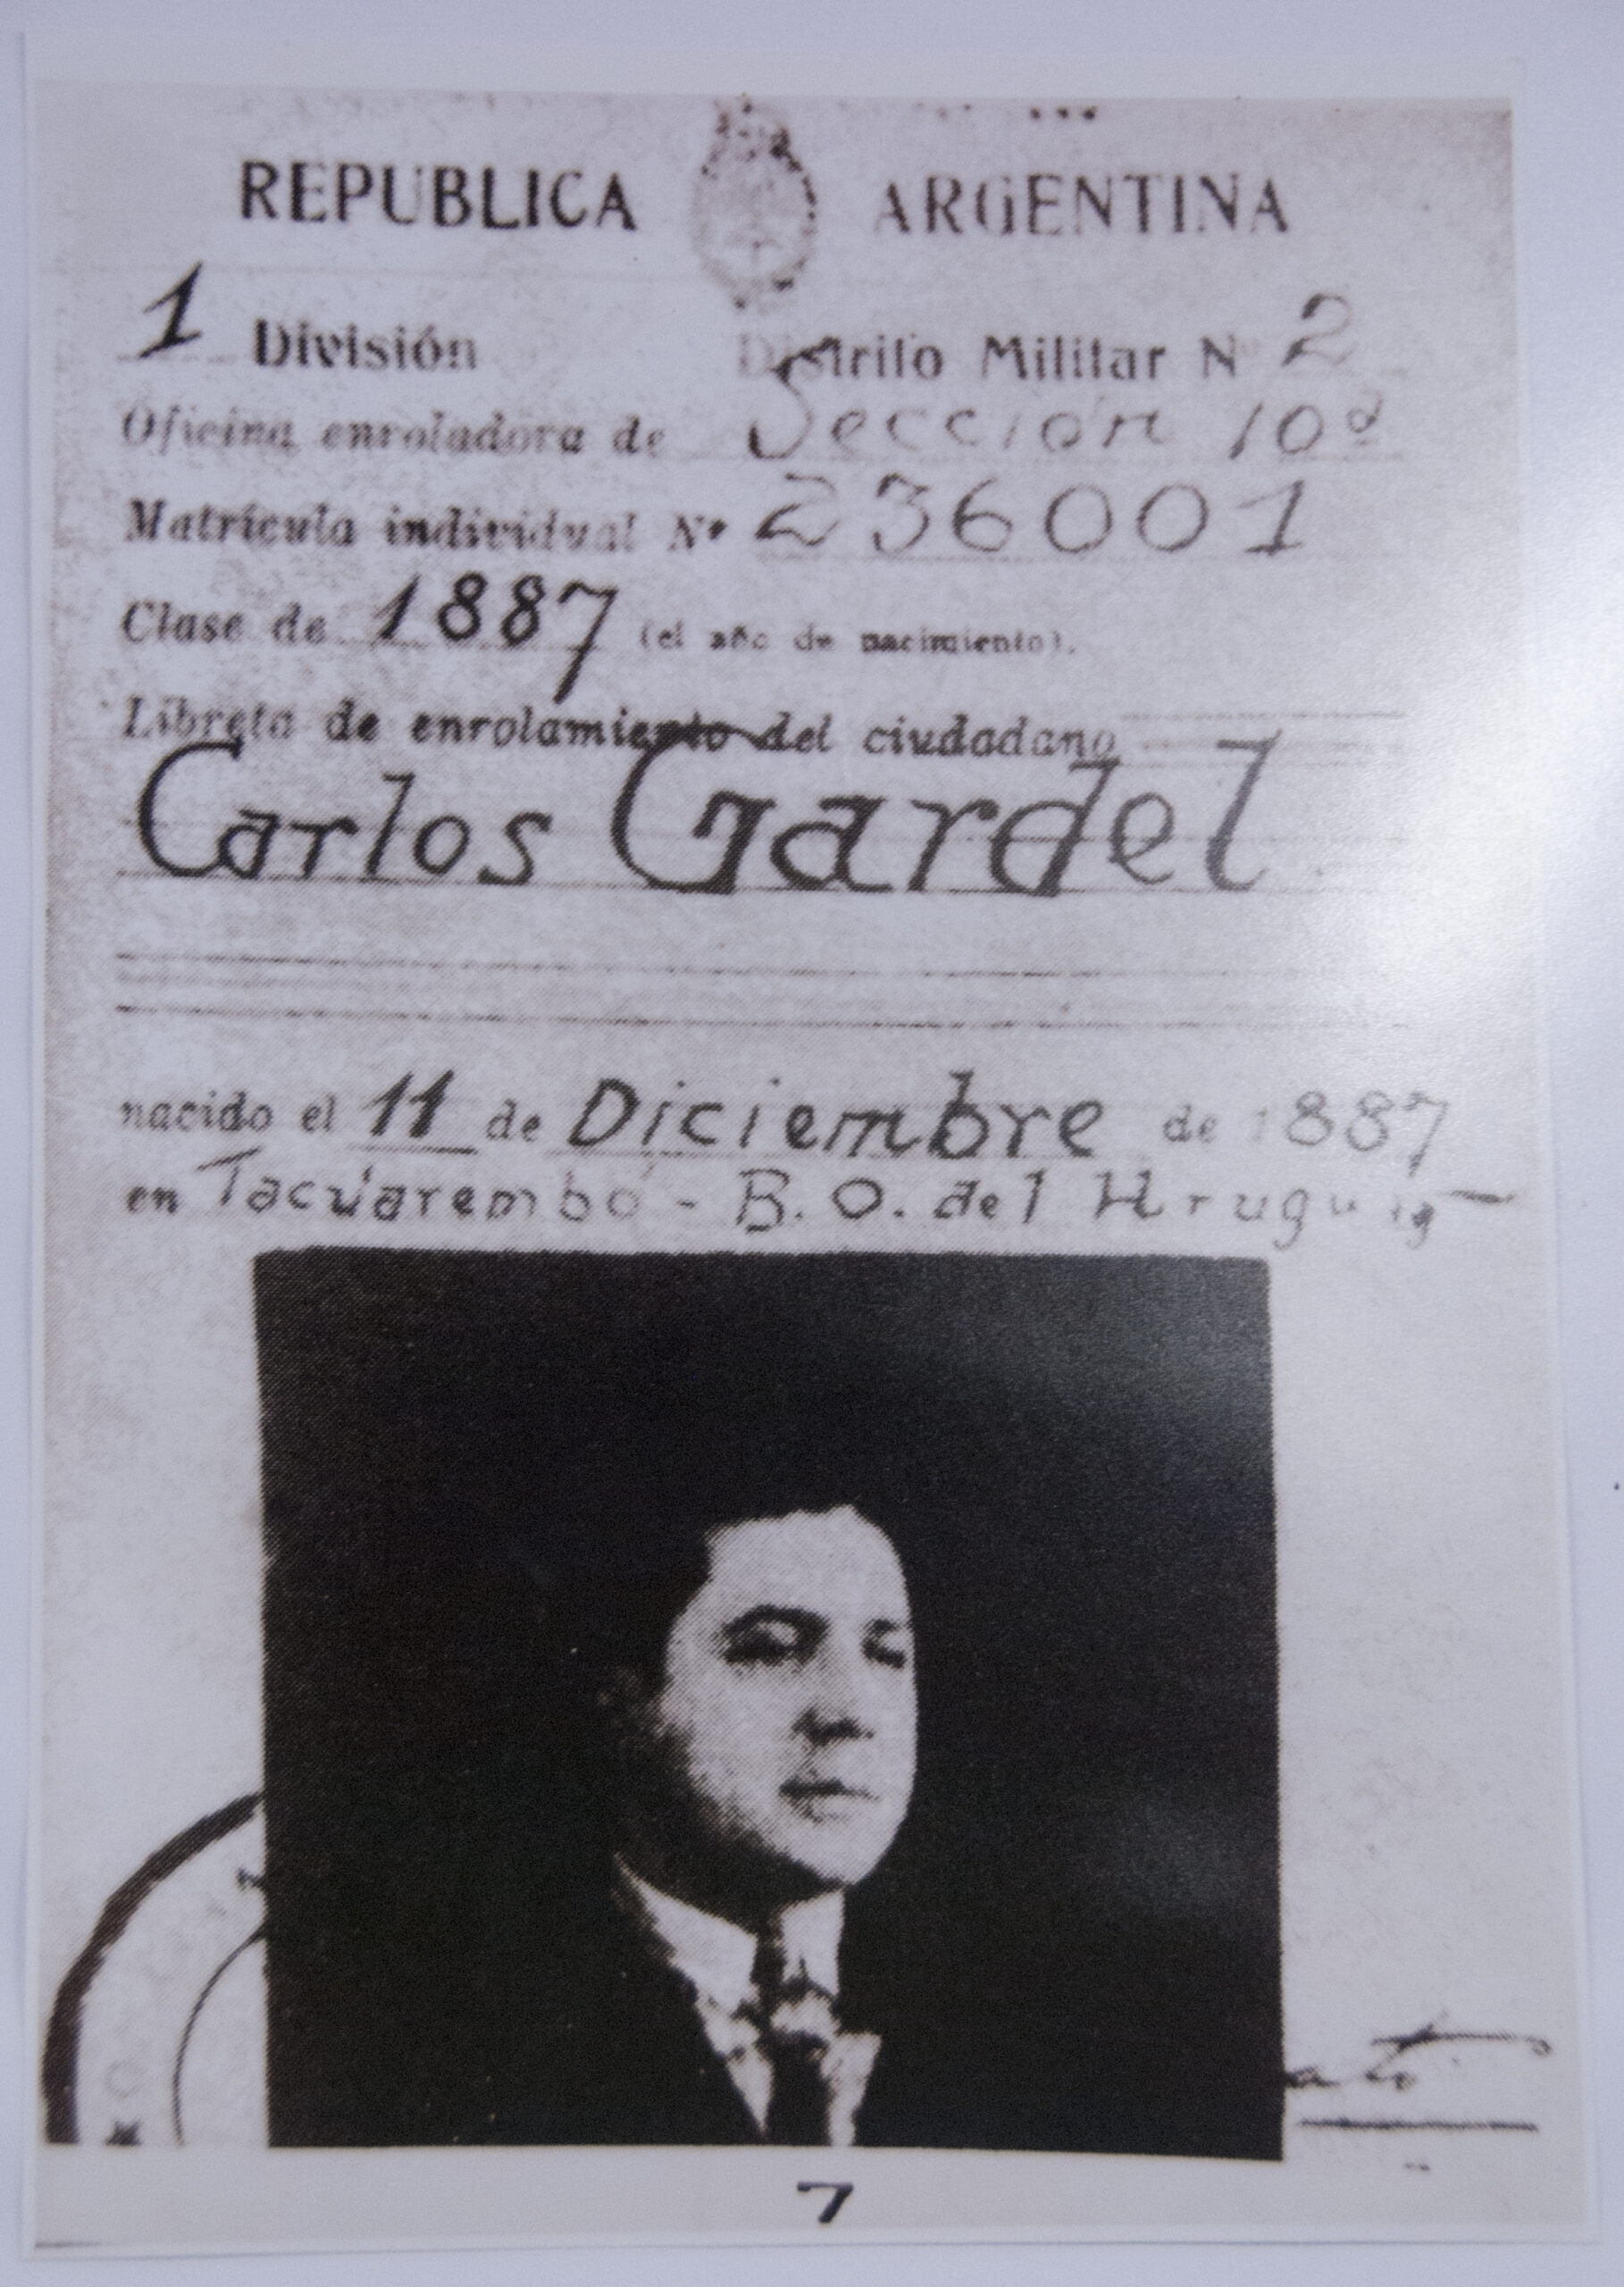 REPUBLICA ARGENTINA
1 División Distrito Militar N 2
Oficina enroladora de Sección 10ª
Matrícula individual Nº 236001
Clase de 1887 (el año de nacimiento).
Libreta de enrolamiento del ciudadano
Carlos Gardel
nacido el 11 de Diciembre de 1887
en Tacuarembó - B. O. del Uruguay
7